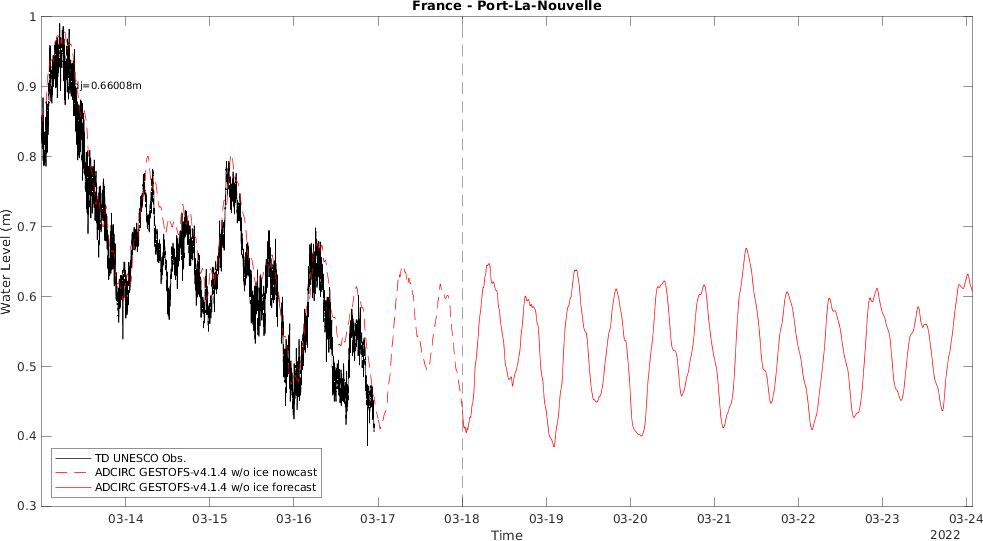 France - Port-La-Nouvelle
Water Level (m)
1
0.9
0.8
0.7
0.6
0.5
0.4
0.3
=0.66008m
TD UNESCO Obs.
ADCIRC GESTOFS-v4.1.4 w/o ice nowcast
ADCIRC GESTOFS-v4.1.4 w/o ice forecast
03-14 03-15 03-16 03-17 03-18 03-19 03-20 03-21 03-22 03-23 03-24
Time
2022